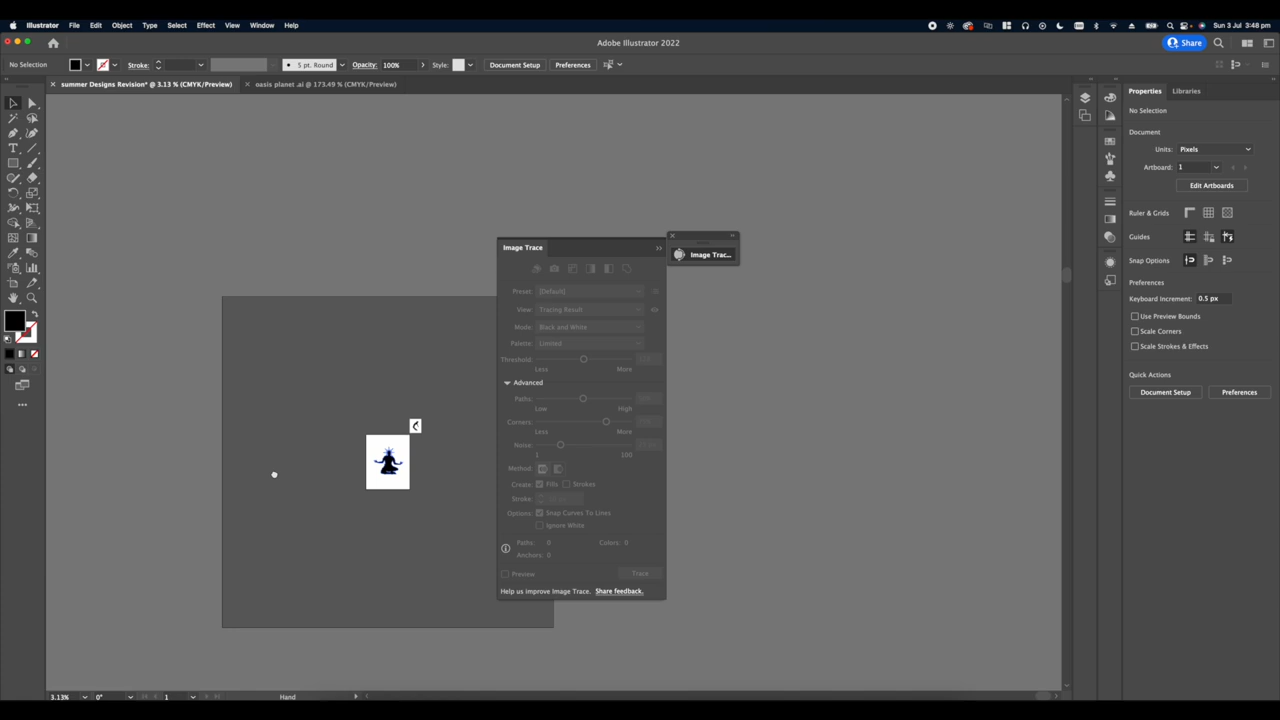 Illustrator File Edit Object Type Select Effect View Window Help
Sun 3 Jul 3:48 pm
Adobe Illustrator 2022
Share
No Selection
Stroke:
5 pt. Round
Opacity: 100%
Style:
Document Setup
Preferences
summer Designs Revision* @ 3.13 % (CMYK/Preview)
oasis planet .ai @ 173.49 % (CMYK/Preview)
Properties
Libraries
No Selection
Document
Units: Pixels
Artboard: 1
Edit Artboards
Ruler & Grids
Guides
Snap Options
Preferences
Keyboard Increment: 0.5 px
Use Preview Bounds
Scale Corners
Scale Strokes & Effects
Quick Actions
Document Setup
Preferences
Image Trace
Image Trac...
Preset: [Default]
View: Tracing Result
Mode: Black and White
Palette: Limited
Threshold:
Less More
Advanced
Paths:
Low High
Corners:
Less More
Noise:
1 100
Method:
Create: Fills Strokes
Stroke:
Options: Snap Curves To Lines
Ignore White
Paths: 0 Colors: 0
Anchors: 0
Preview
Trace
Help us improve Image Trace. Share feedback.
3.13% 0° 1 Hand